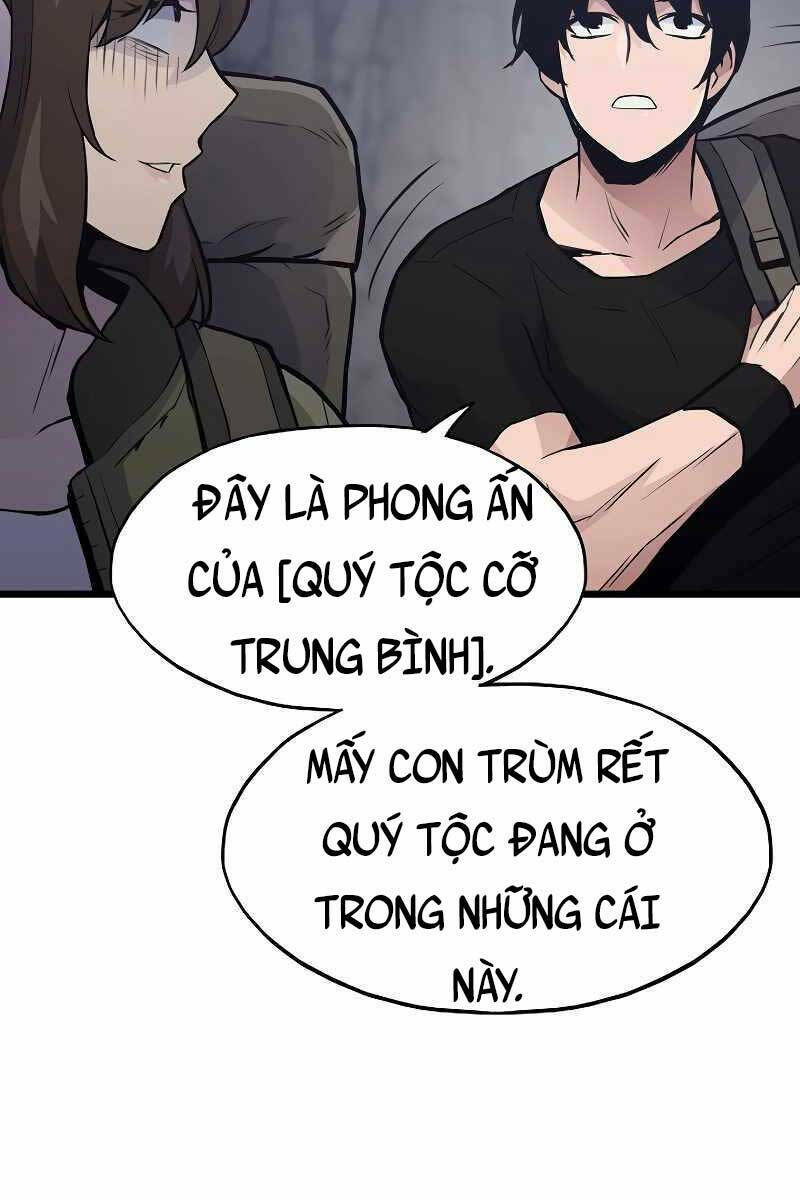 ĐÂY LÀ PHONG ẤN
CỦA [QUÝ TỘC CỠ
TRUNG BÌNH].
MẤY CON TRÙM RẾT
QUÝ TỘC ĐANG Ở
TRONG NHỮNG CÁI
NÀY.